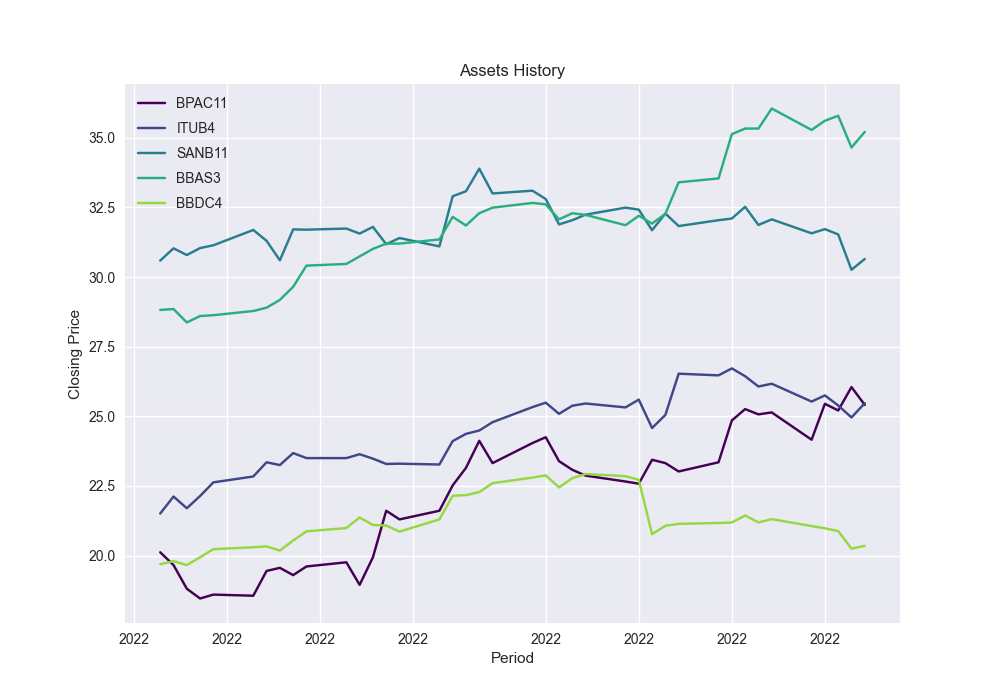 Assets History
BPAC11
ITUB4
SANB11
BBAS3
BBDC4
35.0
32.5
30.0
27.5
25.0
22.5
20.0
Closing Price
2022 2022 2022 2022 2022 2022 2022 2022
Period